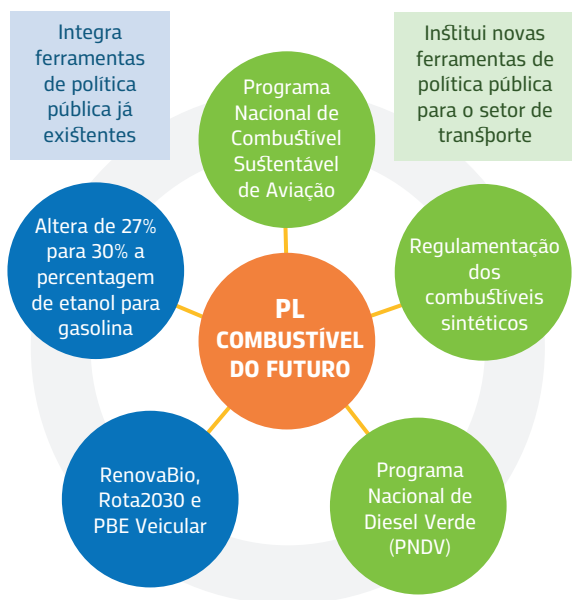 Integra
ferramentas
de política
pública já
existentes
Institui novas
ferramentas de
política pública
para o setor de
transporte
Programa
Nacional de
Combustível
Sustentável
de Aviação
Altera de 27%
para 30% a
percentagem
de etanol para
gasolina
Regulamentação
dos
combustíveis
sintéticos
PL
COMBUSTÍVEL
DO FUTURO
RenovaBio,
Rota2030 e
PBE Veicular
Programa
Nacional de
Diesel Verde
(PNDV)